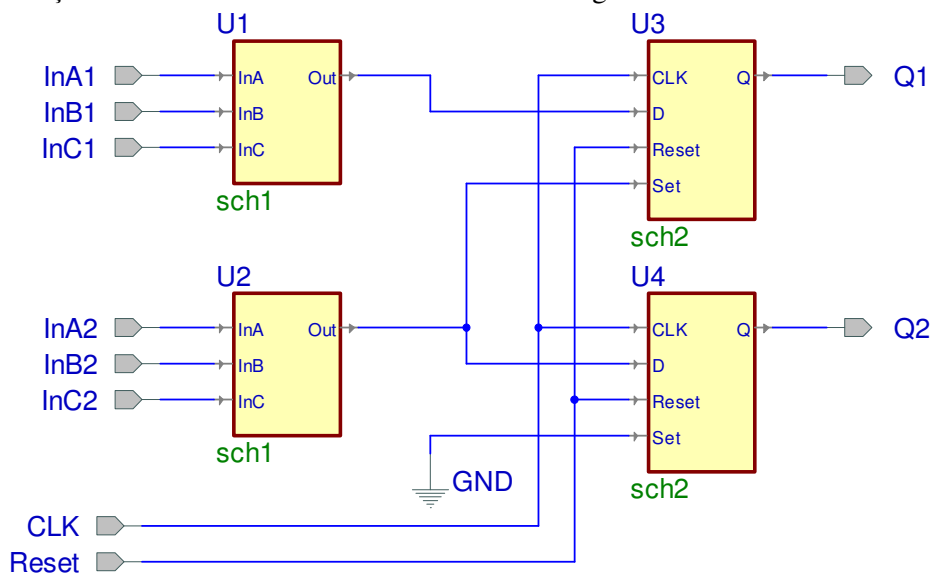 U1
U3
InA1
InA
Out
CLK
Q
Q1
InB1
InB
D
InC1
InC
Reset
Set
sch1
sch2
U2
U4
InA2
InA
Out
CLK
Q
Q2
InB2
InB
D
InC2
InC
Reset
Set
sch1
GND
sch2
CLK
Reset